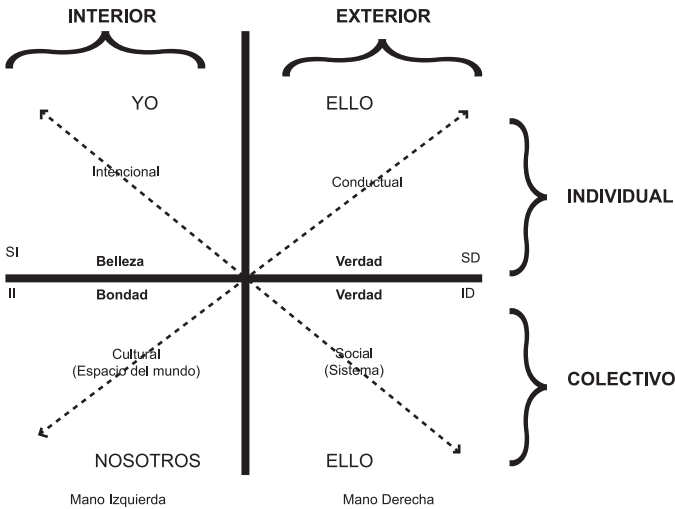 INTERIOR
EXTERIOR
YO
ELLO
Intencional
Conductual
INDIVIDUAL
SI
Belleza
Verdad
SD
II
Bondad
Verdad
ID
Cultural
(Espacio del mundo)
Social
(Sistema)
COLECTIVO
NOSOTROS
ELLO
Mano Izquierda
Mano Derecha